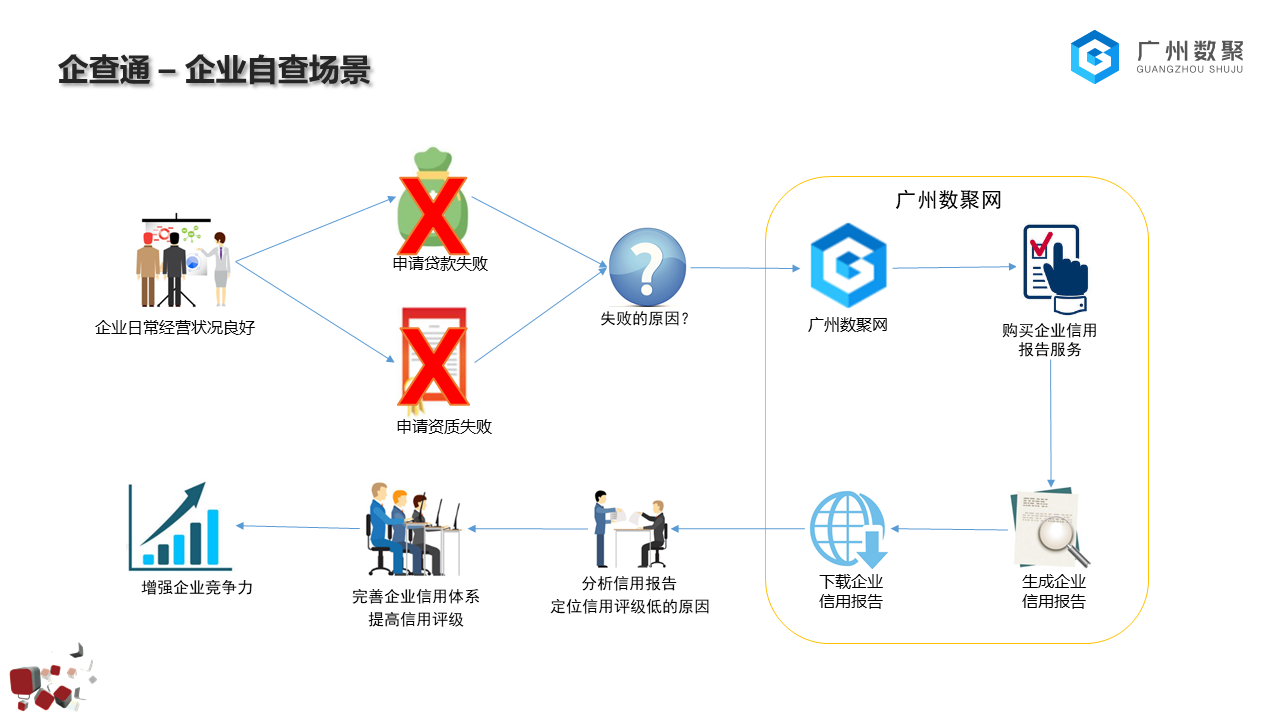 企查通 – 企业自查场景
广州数聚
GUANGZHOU SHUJU
广州数聚网
申请贷款失败
企业日常经营状况良好
失败的原因?
广州数聚网
购买企业信用
报告服务
申请资质失败
增强企业竞争力
完善企业信用体系
提高信用评级
分析信用报告
定位信用评级低的原因
下载企业
信用报告
生成企业
信用报告